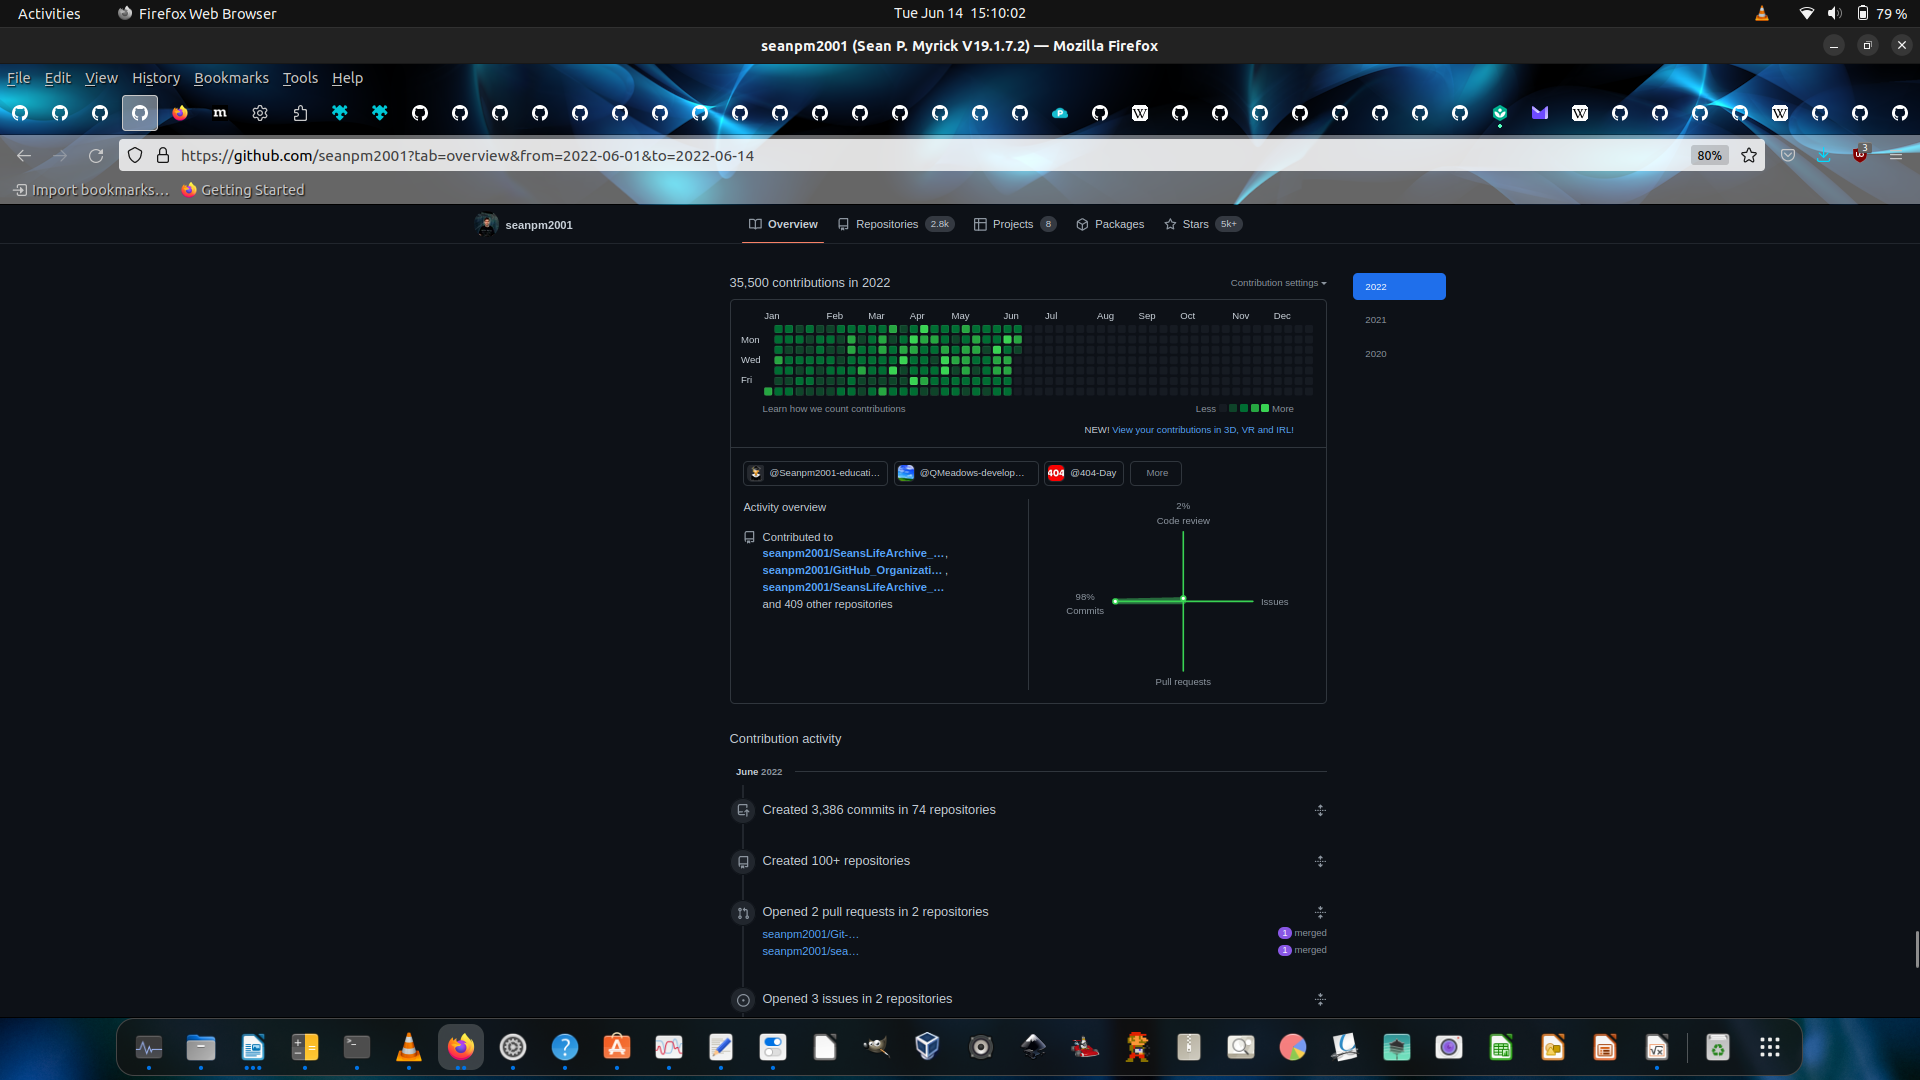 Activities Firefox Web Browser Tue Jun 14 15:10:02 79 %
seanpm2001 (Sean P. Myrick V19.1.7.2) — Mozilla Firefox
File Edit View History Bookmarks Tools Help
https://github.com/seanpm2001?tab=overview&from=2022-06-01&to=2022-06-14 80% 3
Import bookmarks… Getting Started
seanpm2001 Overview Repositories 2.8k Projects 8 Packages Stars 5k+
35,500 contributions in 2022 Contribution settings 2022
Jan Feb Mar Apr May Jun Jul Aug Sep Oct Nov Dec
2021
Mon
2020
Wed
Fri
Learn how we count contributions Less More
NEW! View your contributions in 3D, VR and IRL!
@Seanpm2001-educati… @QMeadows-develop… 404 @404-Day More
Activity overview
2%
Code review
Contributed to
seanpm2001/SeansLifeArchive_…,
seanpm2001/GitHub_Organizati… ,
seanpm2001/SeansLifeArchive_…
and 409 other repositories
98%
Commits
Issues
Pull requests
Contribution activity
June 2022
Created 3,386 commits in 74 repositories
Created 100+ repositories
Opened 2 pull requests in 2 repositories
seanpm2001/Git-… 1 merged
seanpm2001/sea… 1 merged
Opened 3 issues in 2 repositories